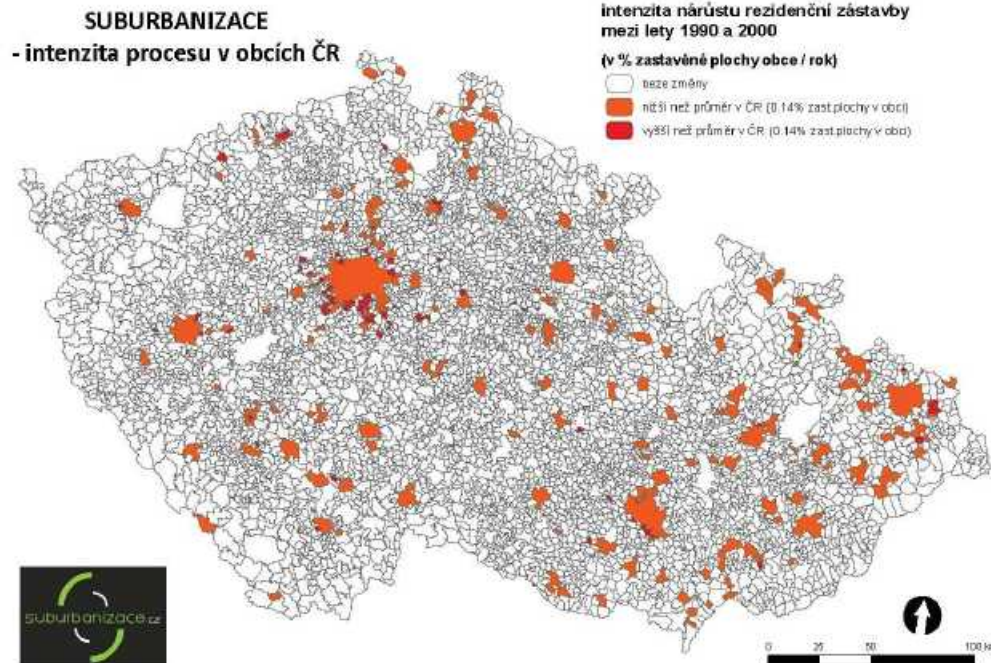 SUBURBANIZACE
- intenzita procesu v obcích ČR
intenzita nárůstu rezidenční zástavby
mezi lety 1990 a 2000
(v % zastavěné plochy obce / rok)
beze změny
nižší než průměr v ČR (0.14% zast.plochy v obci)
vyšší než průměr v ČR (0.14% zast.plochy v obci)
suburbanizace.cz
0 25 50 100 km